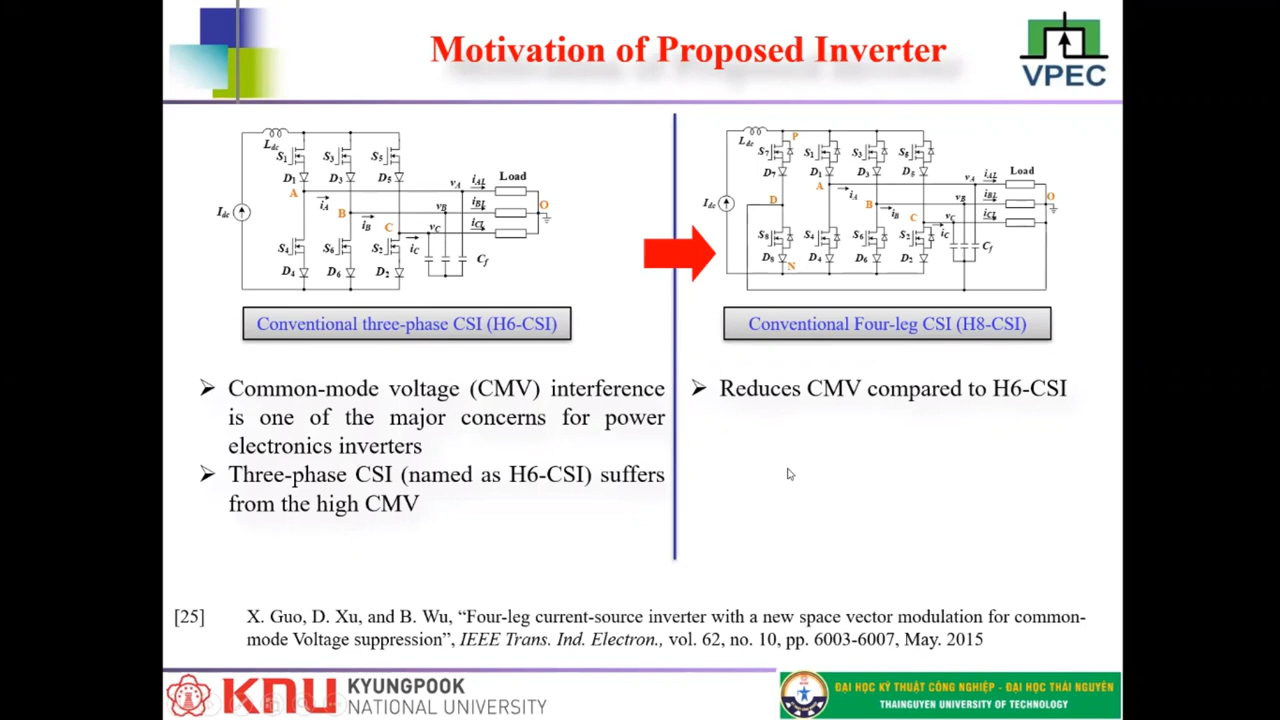 Motivation of Proposed Inverter
VPEC
Ldc
S1
S3
S5
D1
D3
D5
A
iA
vA
iAL
Load
Idc
B
iB
vB
iBL
O
C
iC
vC
iCL
S4
S6
S2
D4
D6
D2
Cf
Conventional three-phase CSI (H6-CSI)
Ldc
P
S7
S1
S3
D7
D1
D3
D5
A
iA
vA
iAL
Load
Idc
D
B
iB
vB
iBL
O
C
iC
vC
iCL
S8
S4
S6
S2
D8
D4
D6
D2
N
Cf
Conventional Four-leg CSI (H8-CSI)
➢ Common-mode voltage (CMV) interference
is one of the major concerns for power
electronics inverters
➢ Three-phase CSI (named as H6-CSI) suffers
from the high CMV
➢ Reduces CMV compared to H6-CSI
[25] X. Guo, D. Xu, and B. Wu, “Four-leg current-source inverter with a new space vector modulation for common-
mode Voltage suppression”, IEEE Trans. Ind. Electron., vol. 62, no. 10, pp. 6003-6007, May. 2015
KNU KYUNGPOOK
NATIONAL UNIVERSITY
ĐẠI HỌC KỸ THUẬT CÔNG NGHIỆP - ĐẠI HỌC THÁI NGUYÊN
THAINGUYEN UNIVERSITY OF TECHNOLOGY